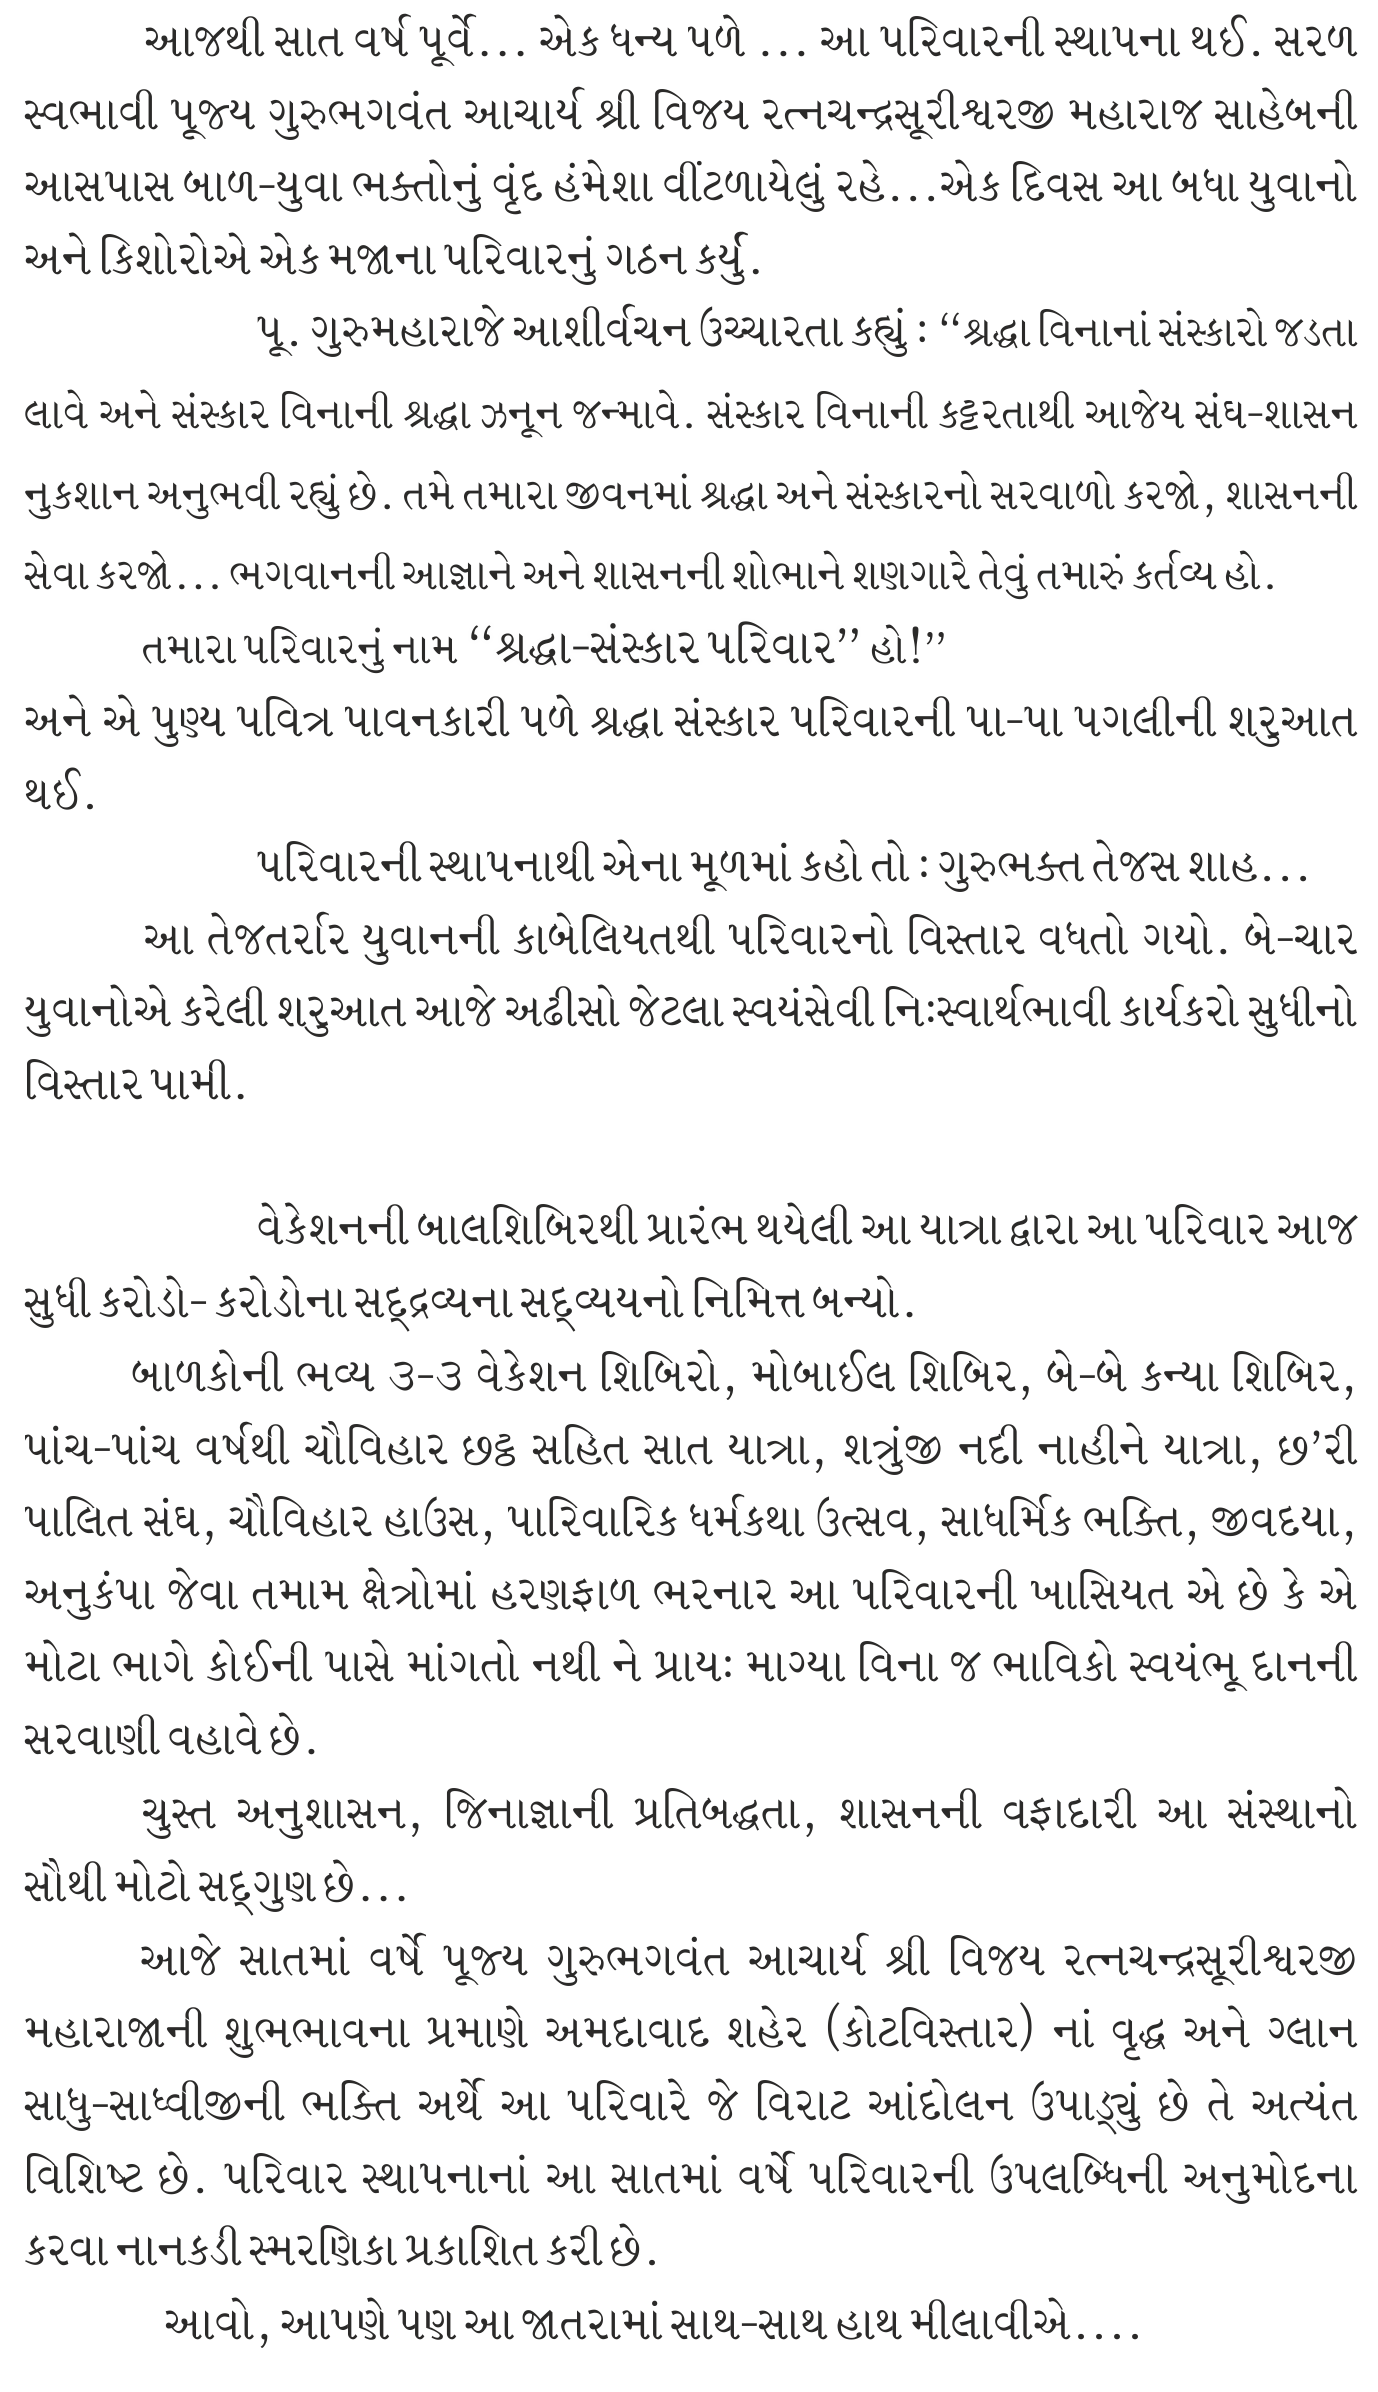 આજથી સાત વર્ષ પૂર્વે... એક ધન્ય પળે ... આ પરિવારની સ્થાપના થઈ. સરળ
સ્વભાવી પૂજ્ય ગુરુભગવંત આચાર્ય શ્રી વિજય રત્નચન્દ્રસૂરીશ્વરજી મહારાજ સાહેબની
આસપાસ બાળ-યુવા ભક્તોનું વૃંદ હંમેશા વીંટળાયેલું રહે...એક દિવસ આ બધા યુવાનો
અને કિશોરોએ એક મજાના પરિવારનું ગઠન કર્યું.
પૂ. ગુરુમહારાજે આશીર્વચન ઉચ્ચારતા કહ્યું : “શ્રદ્ધા વિનાનાં સંસ્કારો જડતા
લાવે અને સંસ્કાર વિનાની શ્રદ્ધા ઝનૂન જન્માવે. સંસ્કાર વિનાની કટ્ટરતાથી આજેય સંઘ-શાસન
નુકશાન અનુભવી રહ્યું છે. તમે તમારા જીવનમાં શ્રદ્ધા અને સંસ્કારનો સરવાળો કરજો, શાસનની
સેવા કરજો... ભગવાનની આજ્ઞાને અને શાસનની શોભાને શણગારે તેવું તમારું કર્તવ્ય હો.
તમારા પરિવારનું નામ “શ્રદ્ધા-સંસ્કાર પરિવાર” હો!”
અને એ પુણ્ય પવિત્ર પાવનકારી પળે શ્રદ્ધા સંસ્કાર પરિવારની પા-પા પગલીની શરુઆત
થઈ.
પરિવારની સ્થાપનાથી એના મૂળમાં કહો તો : ગુરુભક્ત તેજસ શાહ...
આ તેજતર્રાર યુવાનની કાબેલિયતથી પરિવારનો વિસ્તાર વધતો ગયો. બે-ચાર
યુવાનોએ કરેલી શરુઆત આજે અઢીસો જેટલા સ્વયંસેવી નિઃસ્વાર્થભાવી કાર્યકરો સુધીનો
વિસ્તાર પામી.
વેકેશનની બાલશિબિરથી પ્રારંભ થયેલી આ યાત્રા દ્વારા આ પરિવાર આજ
સુધી કરોડો- કરોડોના સદ્દ્રવ્યના સદ્વ્યયનો નિમિત્ત બન્યો.
બાળકોની ભવ્ય ૩-૩ વેકેશન શિબિરો, મોબાઈલ શિબિર, બે-બે કન્યા શિબિર,
પાંચ-પાંચ વર્ષથી ચૌવિહાર છઠ્ઠ સહિત સાત યાત્રા, શત્રુંજી નદી નાહીને યાત્રા, છ’રી
પાલિત સંઘ, ચૌવિહાર હાઉસ, પારિવારિક ધર્મકથા ઉત્સવ, સાધર્મિક ભક્તિ, જીવદયા,
અનુકંપા જેવા તમામ ક્ષેત્રોમાં હરણફાળ ભરનાર આ પરિવારની ખાસિયત એ છે કે એ
મોટા ભાગે કોઈની પાસે માંગતો નથી ને પ્રાયઃ માગ્યા વિના જ ભાવિકો સ્વયંભૂ દાનની
સરવાણી વહાવે છે.
ચુસ્ત અનુશાસન, જિનાજ્ઞાની પ્રતિબદ્ધતા, શાસનની વફાદારી આ સંસ્થાનો
સૌથી મોટો સદ્ગુણ છે...
આજે સાતમાં વર્ષે પૂજ્ય ગુરુભગવંત આચાર્ય શ્રી વિજય રત્નચન્દ્રસૂરીશ્વરજી
મહારાજાની શુભભાવના પ્રમાણે અમદાવાદ શહેર (કોટવિસ્તાર) નાં વૃદ્ધ અને ગ્લાન
સાધુ-સાધ્વીજીની ભક્તિ અર્થે આ પરિવારે જે વિરાટ આંદોલન ઉપાડ્યું છે તે અત્યંત
વિશિષ્ટ છે. પરિવાર સ્થાપનાનાં આ સાતમાં વર્ષે પરિવારની ઉપલબ્ધિની અનુમોદના
કરવા નાનકડી સ્મરણિકા પ્રકાશિત કરી છે.
આવો, આપણે પણ આ જાતરામાં સાથ-સાથ હાથ મીલાવીએ....